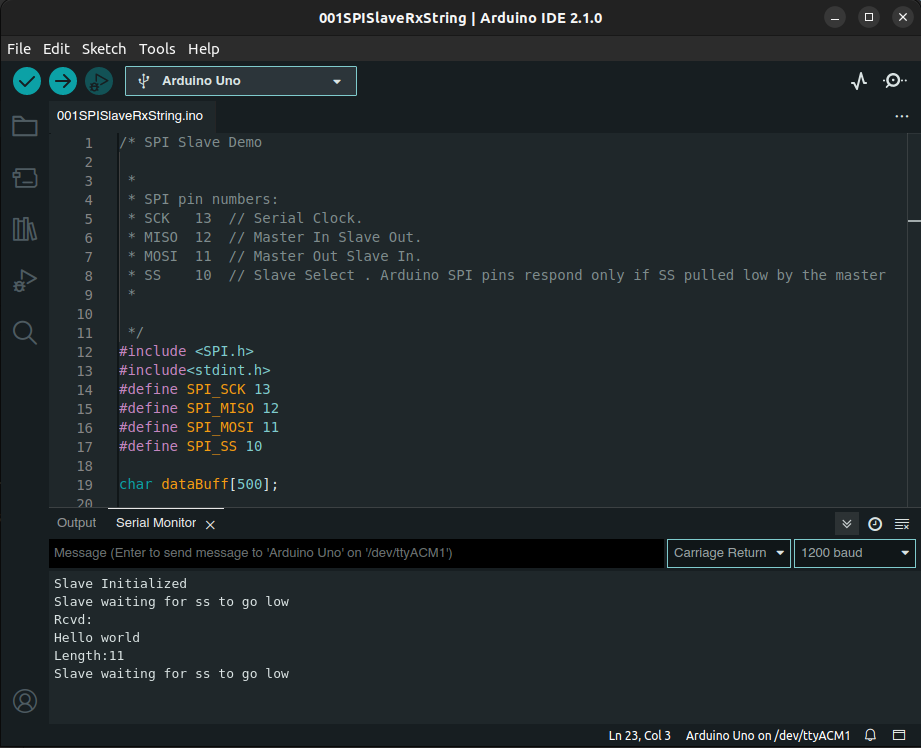 001SPISlaveRxString | Arduino IDE 2.1.0
File Edit Sketch Tools Help
Arduino Uno
001SPISlaveRxString.ino
1 /* SPI Slave Demo
2
3 *
4 * SPI pin numbers:
5 * SCK   13  // Serial Clock.
6 * MISO  12  // Master In Slave Out.
7 * MOSI  11  // Master Out Slave In.
8 * SS    10  // Slave Select . Arduino SPI pins respond only if SS pulled low by the master
9 *
10
11 */
12 #include <SPI.h>
13 #include<stdint.h>
14 #define SPI_SCK 13
15 #define SPI_MISO 12
16 #define SPI_MOSI 11
17 #define SPI_SS 10
18
19 char dataBuff[500];
20
Output Serial Monitor
Message (Enter to send message to 'Arduino Uno' on '/dev/ttyACM1') Carriage Return 1200 baud
Slave Initialized
Slave waiting for ss to go low
Rcvd:
Hello world
Length:11
Slave waiting for ss to go low
Ln 23, Col 3 Arduino Uno on /dev/ttyACM1